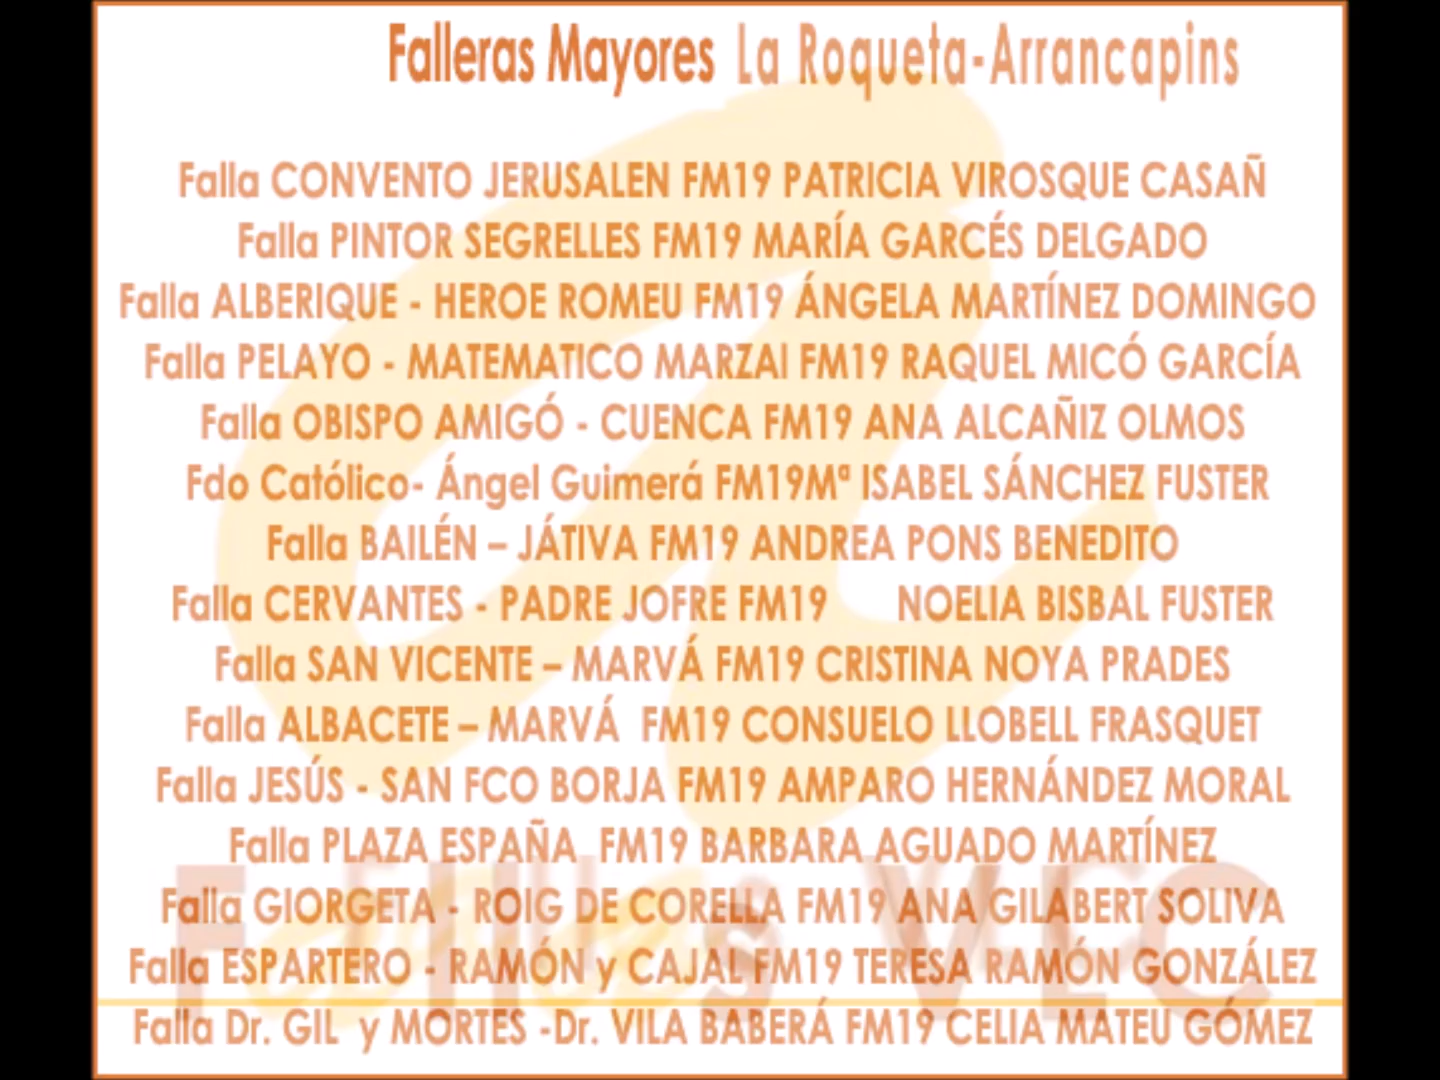 Falleras Mayores La Roqueta-Arrancapins
Falla CONVENTO JERUSALEN FM19 PATRICIA VIROSQUE CASAÑ
Falla PINTOR SEGRELLES FM19 MARÍA GARCÉS DELGADO
Falla ALBERIQUE - HEROE ROMEU FM19 ÁNGELA MARTÍNEZ DOMINGO
Falla PELAYO - MATEMATICO MARZAI FM19 RAQUEL MICÓ GARCÍA
Falla OBISPO AMIGÓ - CUENCA FM19 ANA ALCAÑIZ OLMOS
Fdo Católico- Ángel Guimerá FM19Mª ISABEL SÁNCHEZ FUSTER
Falla BAILÉN – JÁTIVA FM19 ANDREA PONS BENEDITO
Falla CERVANTES - PADRE JOFRE FM19 NOELIA BISBAL FUSTER
Falla SAN VICENTE – MARVÁ FM19 CRISTINA NOYA PRADES
Falla ALBACETE – MARVÁ FM19 CONSUELO LLOBELL FRASQUET
Falla JESÚS - SAN FCO BORJA FM19 AMPARO HERNÁNDEZ MORAL
Falla PLAZA ESPAÑA FM19 BARBARA AGUADO MARTÍNEZ
Falla GIORGETA - ROIG DE CORELLA FM19 ANA GILABERT SOLIVA
Falla ESPARTERO - RAMÓN y CAJAL FM19 TERESA RAMÓN GONZÁLEZ
Falla Dr. GIL y MORTES -Dr. VILA BABERÁ FM19 CELIA MATEU GÓMEZ